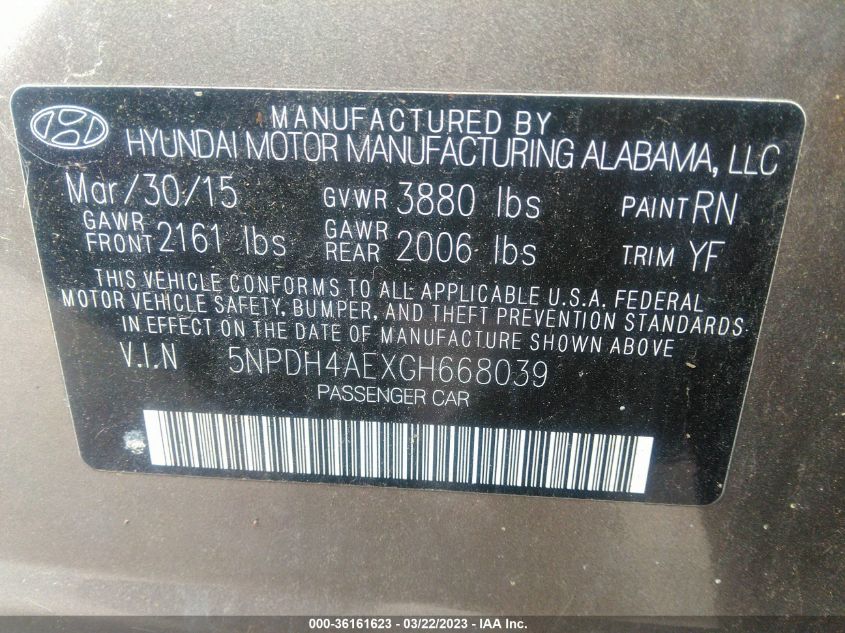 MANUFACTURED BY
HYUNDAI MOTOR MANUFACTURING ALABAMA, LLC
Mar/30/15 GVWR 3880 lbs PAINT RN
GAWR FRONT 2161 lbs GAWR REAR 2006 lbs TRIM YF
THIS VEHICLE CONFORMS TO ALL APPLICABLE U.S.A. FEDERAL
MOTOR VEHICLE SAFETY, BUMPER, AND THEFT PREVENTION STANDARDS
IN EFFECT ON THE DATE OF MANUFACTURE SHOWN ABOVE.
V.I.N 5NPDH4AEXGH668039
PASSENGER CAR
000-36161623 - 03/22/2023 - IAA Inc.